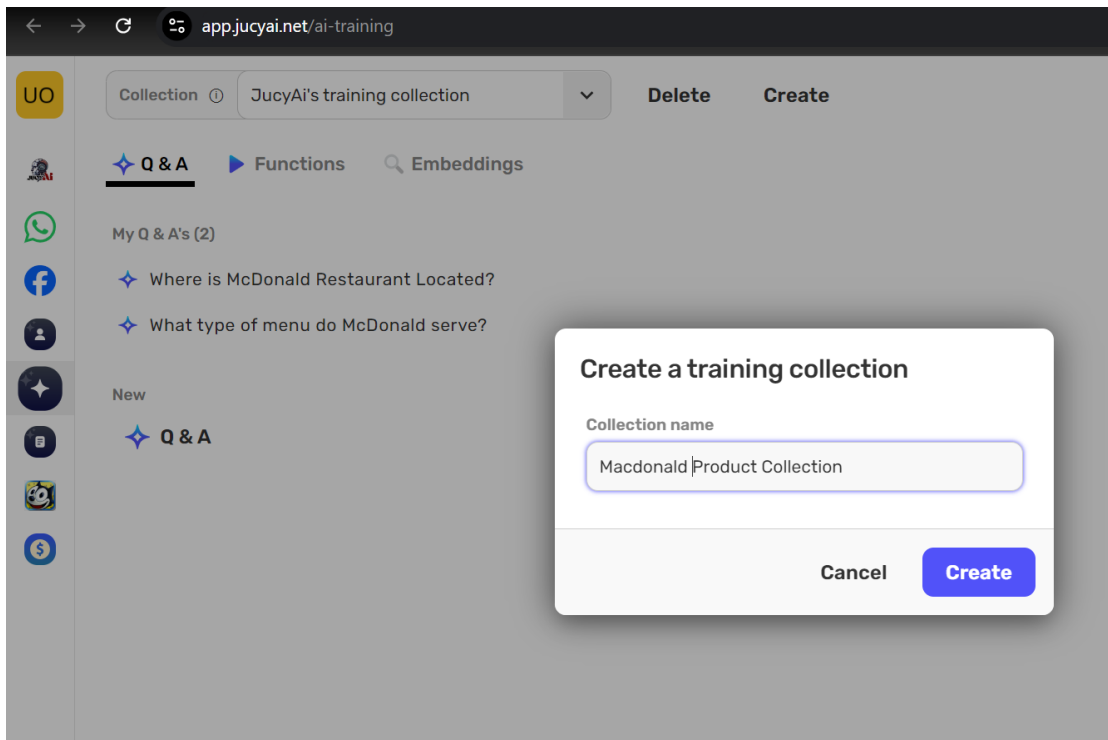 app.jucyai.net/ai-training
UO
Collection
JucyAi's training collection
Delete
Create
Q & A
Functions
Embeddings
My Q & A's (2)
Where is McDonald Restaurant Located?
What type of menu do McDonald serve?
New
Q & A
Create a training collection
Collection name
Macdonald Product Collection
Cancel
Create